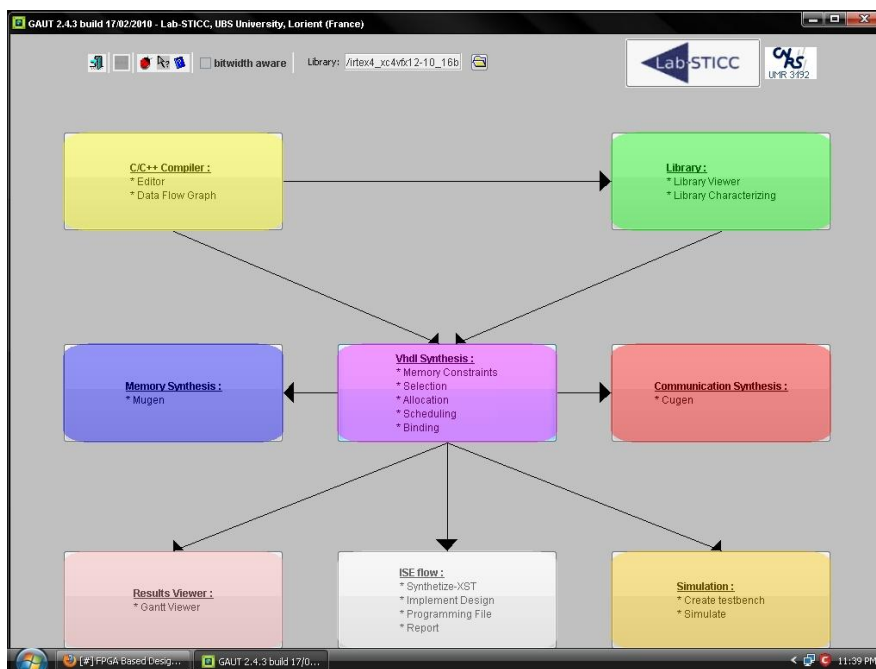 GAUT 2.4.3 build 17/02/2010 - Lab-STICC, UBS University, Lorient (France)
bitwidth aware
Library: /irtex4_xc4vfx12-10_16b
Lab-STICC
CNRS
UMR 3192
C/C++ Compiler :
* Editor
* Data Flow Graph
Library :
* Library Viewer
* Library Characterizing
Memory Synthesis :
* Mugen
Vhdl Synthesis :
* Memory Constraints
* Selection
* Allocation
* Scheduling
* Binding
Communication Synthesis :
* Cugen
Results Viewer :
* Gantt Viewer
ISE flow :
* Synthetize-XST
* Implement Design
* Programming File
* Report
Simulation :
* Create testbench
* Simulate
[#] FPGA Based Desig...
GAUT 2.4.3 build 17/0...
11:39 PM